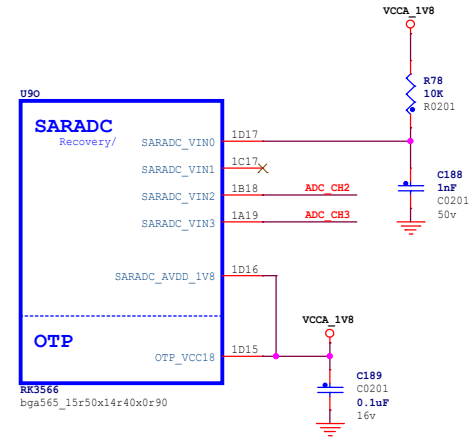 VCCA_1V8
R78
10K
R0201
U9O
SARADC
Recovery/
SARADC_VIN0 1D17
SARADC_VIN1 1C17
SARADC_VIN2 1B18 ADC_CH2
SARADC_VIN3 1A19 ADC_CH3
C188
1nF
C0201
50v
SARADC_AVDD_1V8 1D16
VCCA_1V8
OTP
OTP_VCC18 1D15
C189
C0201
0.1uF
16v
RK3566
bga565_15r50x14r40x0r90